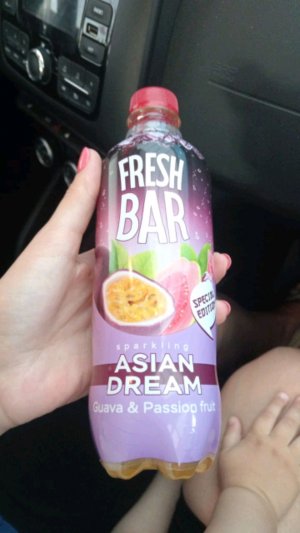 FRESH
BAR
SPECIAL
EDITION
sparkling
ASIAN
DREAM
Guava & Passion fruit